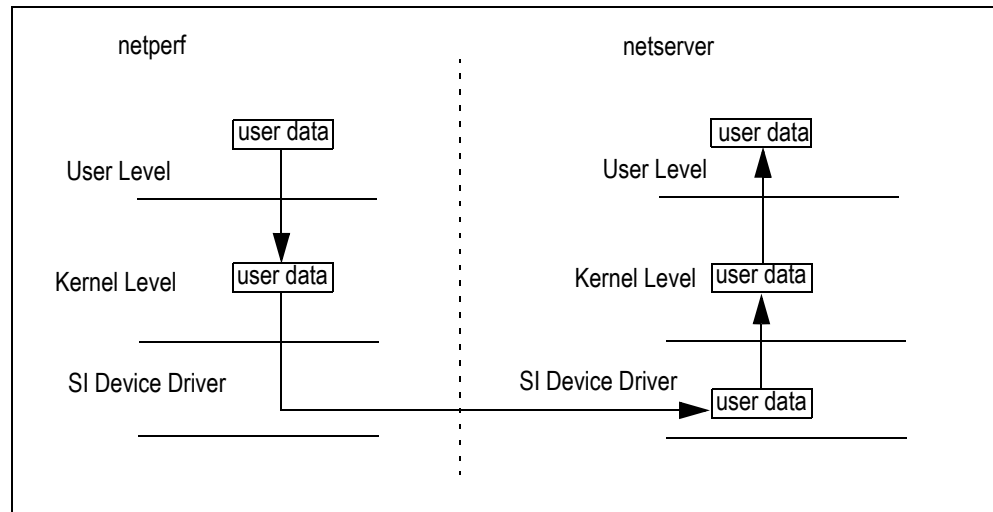 netperf
netserver
user data
user data
User Level
User Level
Kernel Level
user data
Kernel Level
user data
SI Device Driver
SI Device Driver
user data